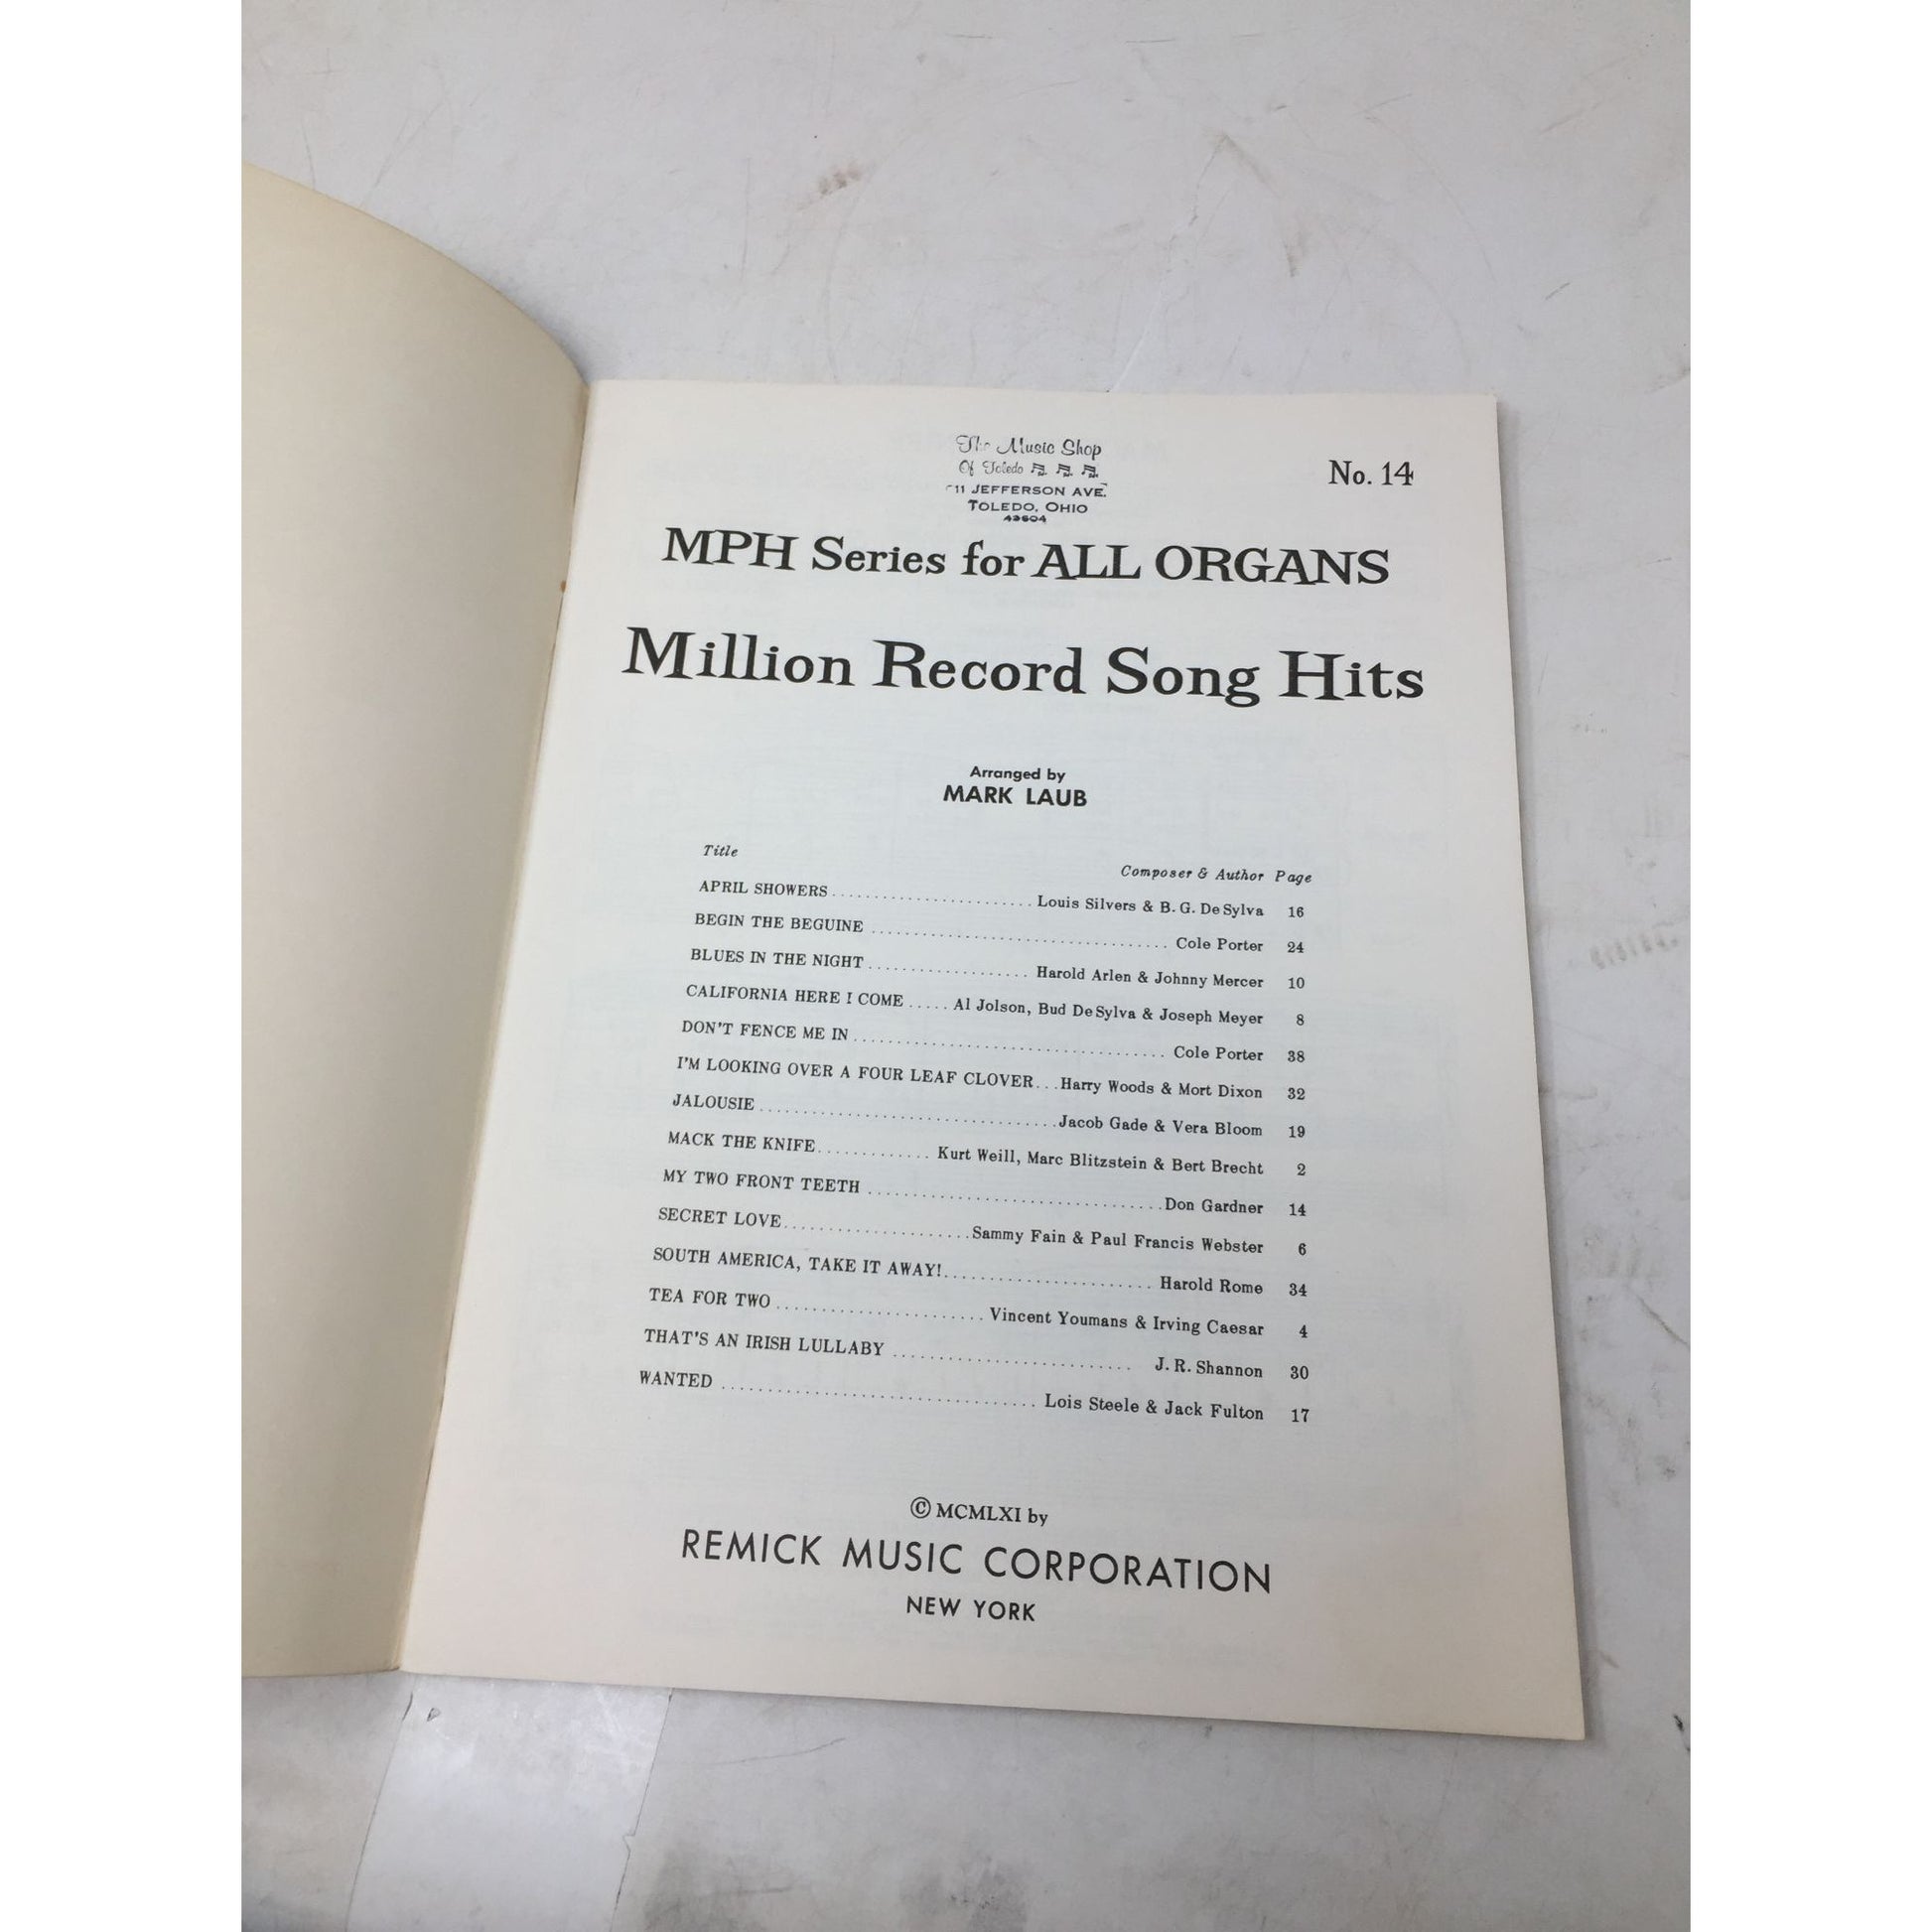 The Music Shop
Of Toledo
11 JEFFERSON AVE.
TOLEDO, OHIO
43604
No. 14
MPH Series for ALL ORGANS
Million Record Song Hits
Arranged by
MARK LAUB
Title Composer & Author Page
APRIL SHOWERS ........................ Louis Silvers & B. G. De Sylva 16
BEGIN THE BEGUINE ................................... Cole Porter 24
BLUES IN THE NIGHT ................... Harold Arlen & Johnny Mercer 10
CALIFORNIA HERE I COME ..... Al Jolson, Bud De Sylva & Joseph Meyer 8
DON'T FENCE ME IN ..................................... Cole Porter 38
I'M LOOKING OVER A FOUR LEAF CLOVER... Harry Woods & Mort Dixon 32
JALOUSIE ................................... Jacob Gade & Vera Bloom 19
MACK THE KNIFE ............. Kurt Weill, Marc Blitzstein & Bert Brecht 2
MY TWO FRONT TEETH .................................. Don Gardner 14
SECRET LOVE ...................... Sammy Fain & Paul Francis Webster 6
SOUTH AMERICA, TAKE IT AWAY! ......................... Harold Rome 34
TEA FOR TWO ........................ Vincent Youmans & Irving Caesar 4
THAT'S AN IRISH LULLABY ........................... J. R. Shannon 30
WANTED .................................... Lois Steele & Jack Fulton 17
© MCMLXI by
REMICK MUSIC CORPORATION
NEW YORK